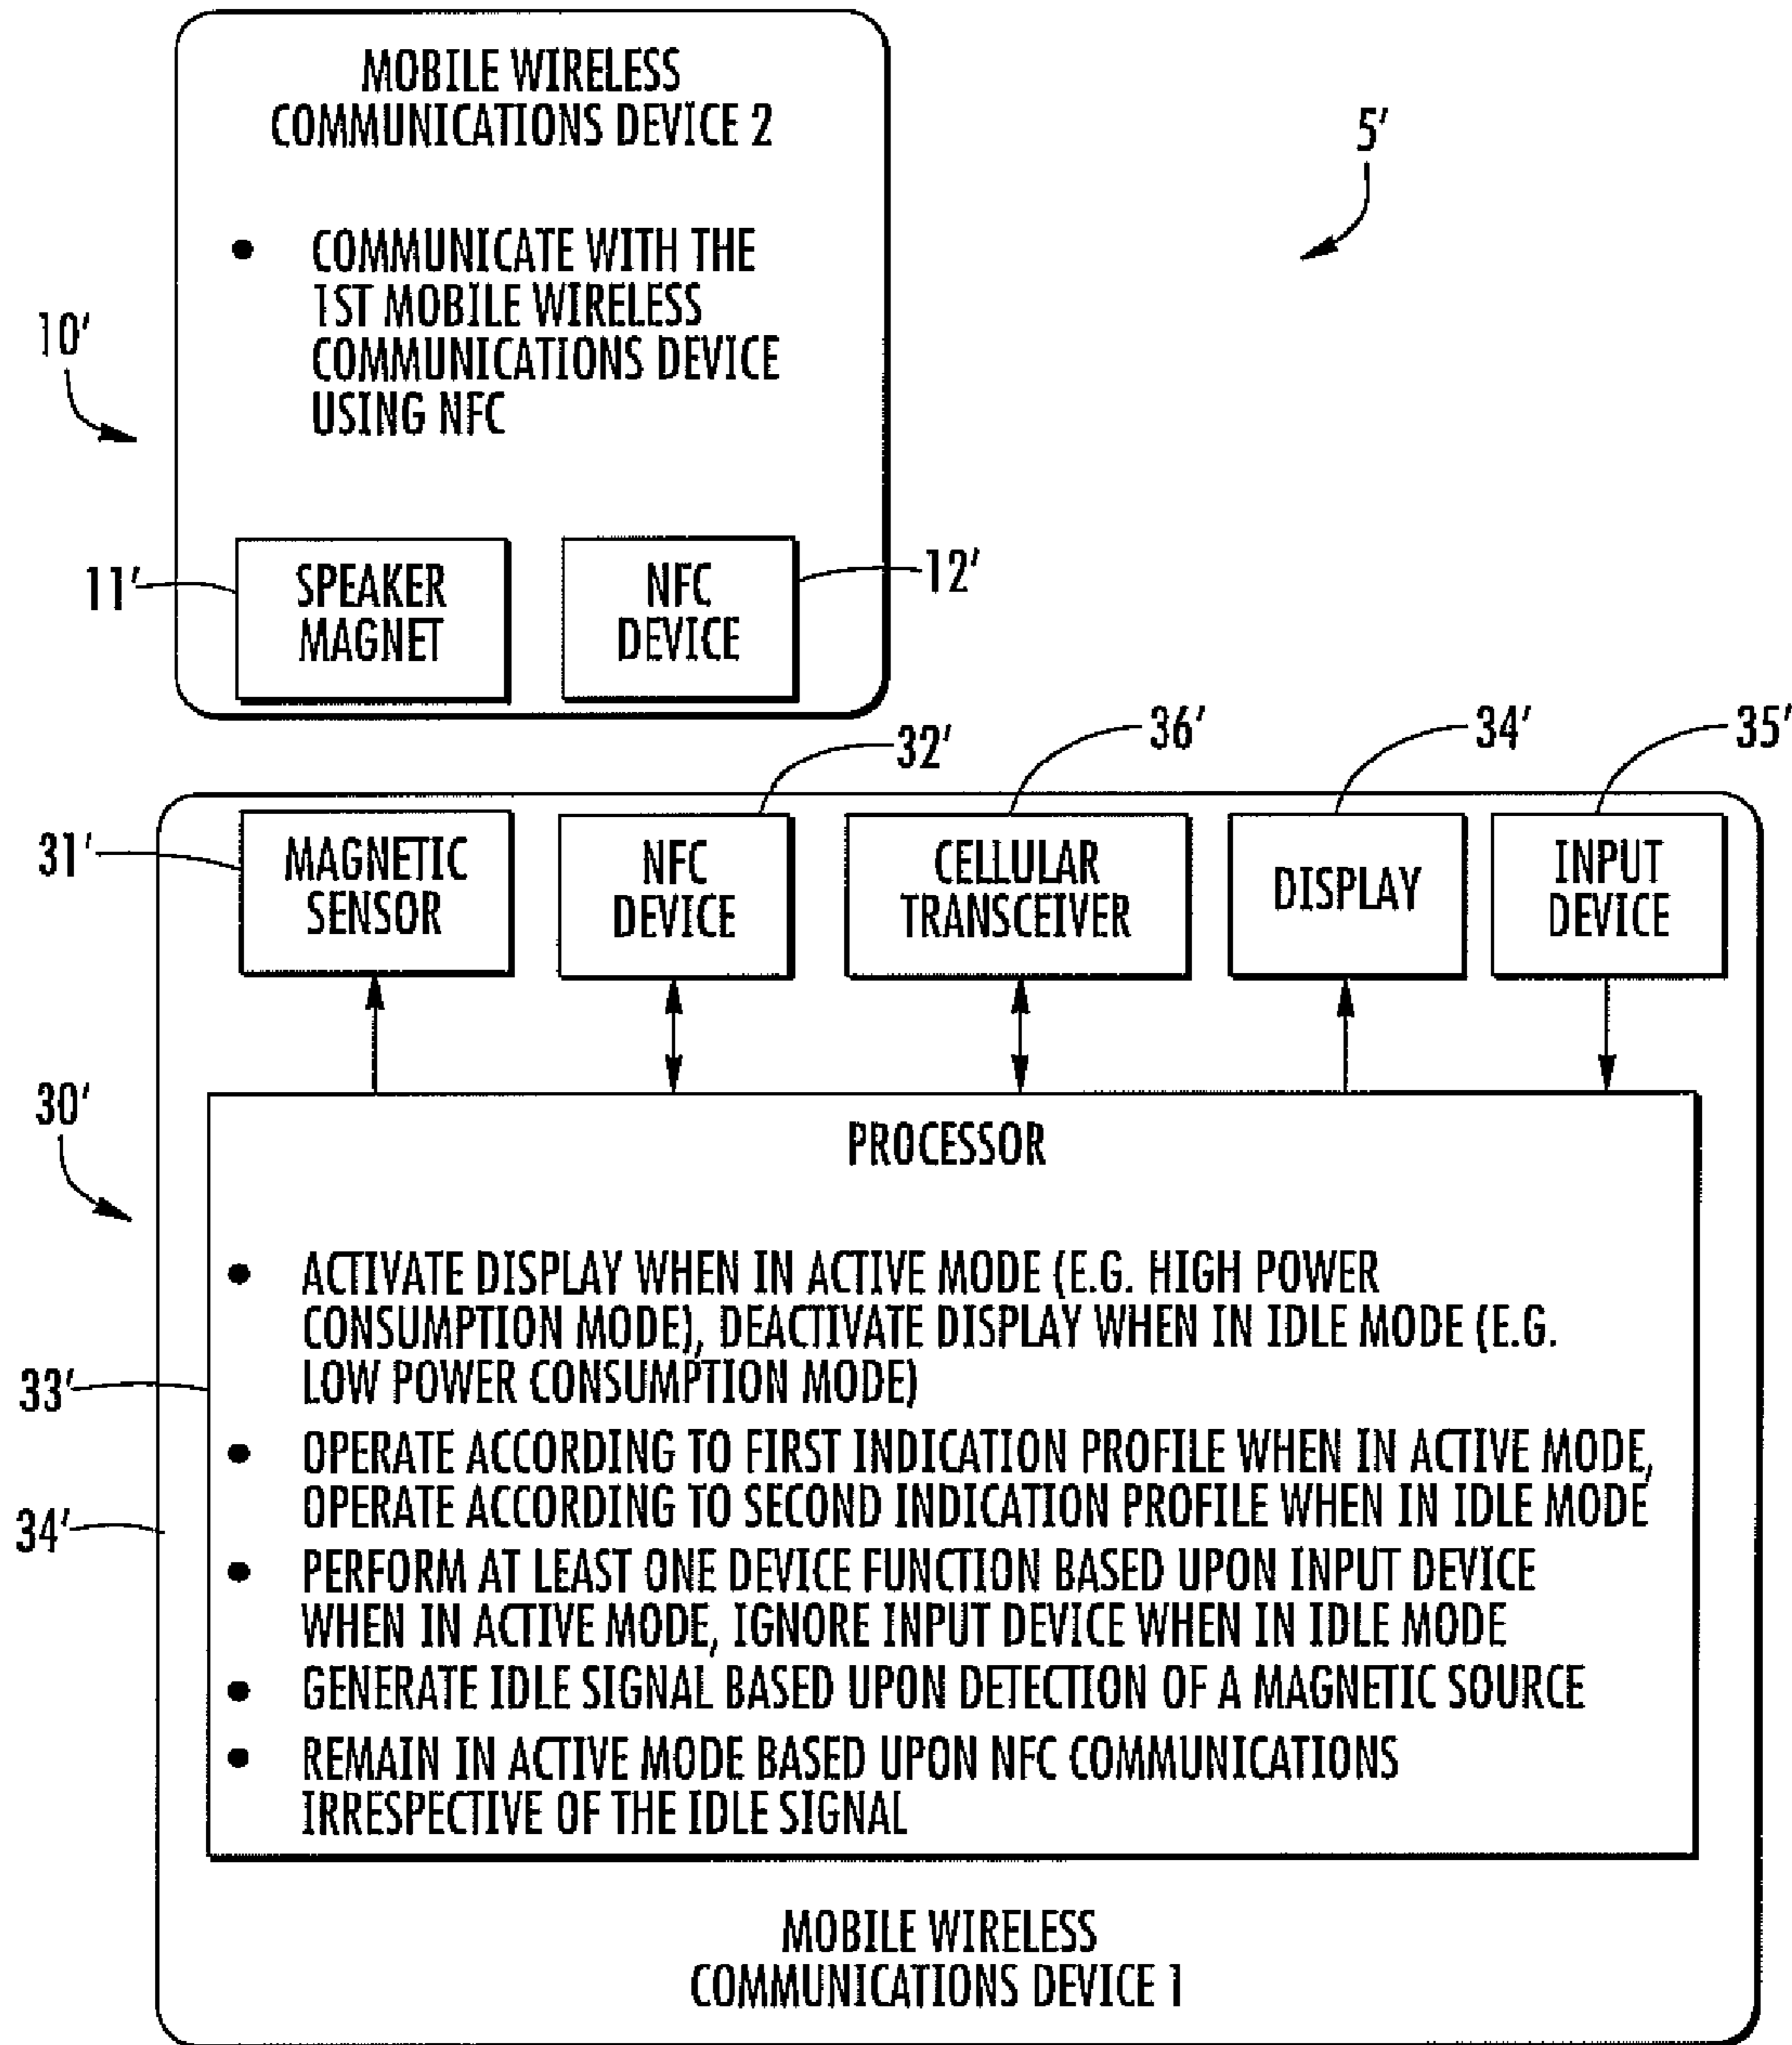 MOBILE WIRELESS
COMMUNICATIONS DEVICE 2
5'
• COMMUNICATE WITH THE
1ST MOBILE WIRELESS
COMMUNICATIONS DEVICE
USING NFC
10'
11'
SPEAKER
MAGNET
NFC
DEVICE
12'
32'
36'
34'
35'
31'
MAGNETIC
SENSOR
NFC
DEVICE
CELLULAR
TRANSCEIVER
DISPLAY
INPUT
DEVICE
30'
PROCESSOR
• ACTIVATE DISPLAY WHEN IN ACTIVE MODE (E.G. HIGH POWER
CONSUMPTION MODE), DEACTIVATE DISPLAY WHEN IN IDLE MODE (E.G.
LOW POWER CONSUMPTION MODE)
33'
• OPERATE ACCORDING TO FIRST INDICATION PROFILE WHEN IN ACTIVE MODE,
OPERATE ACCORDING TO SECOND INDICATION PROFILE WHEN IN IDLE MODE
34'
• PERFORM AT LEAST ONE DEVICE FUNCTION BASED UPON INPUT DEVICE
WHEN IN ACTIVE MODE, IGNORE INPUT DEVICE WHEN IN IDLE MODE
• GENERATE IDLE SIGNAL BASED UPON DETECTION OF A MAGNETIC SOURCE
• REMAIN IN ACTIVE MODE BASED UPON NFC COMMUNICATIONS
IRRESPECTIVE OF THE IDLE SIGNAL
MOBILE WIRELESS
COMMUNICATIONS DEVICE 1